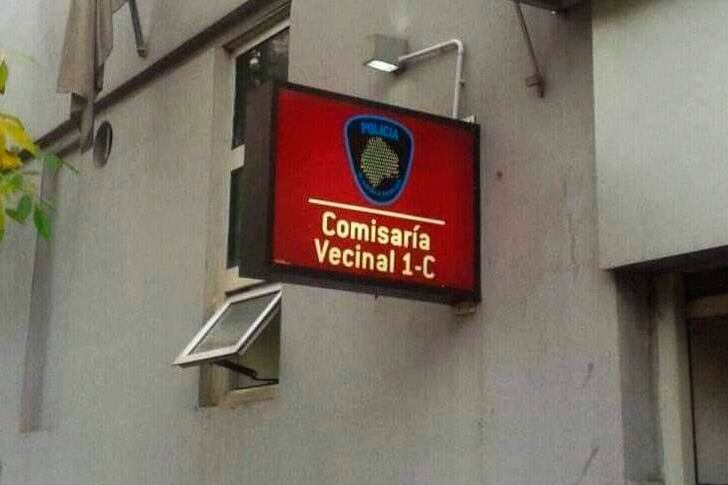 POLICIA
Comisaría
Vecinal 1-C